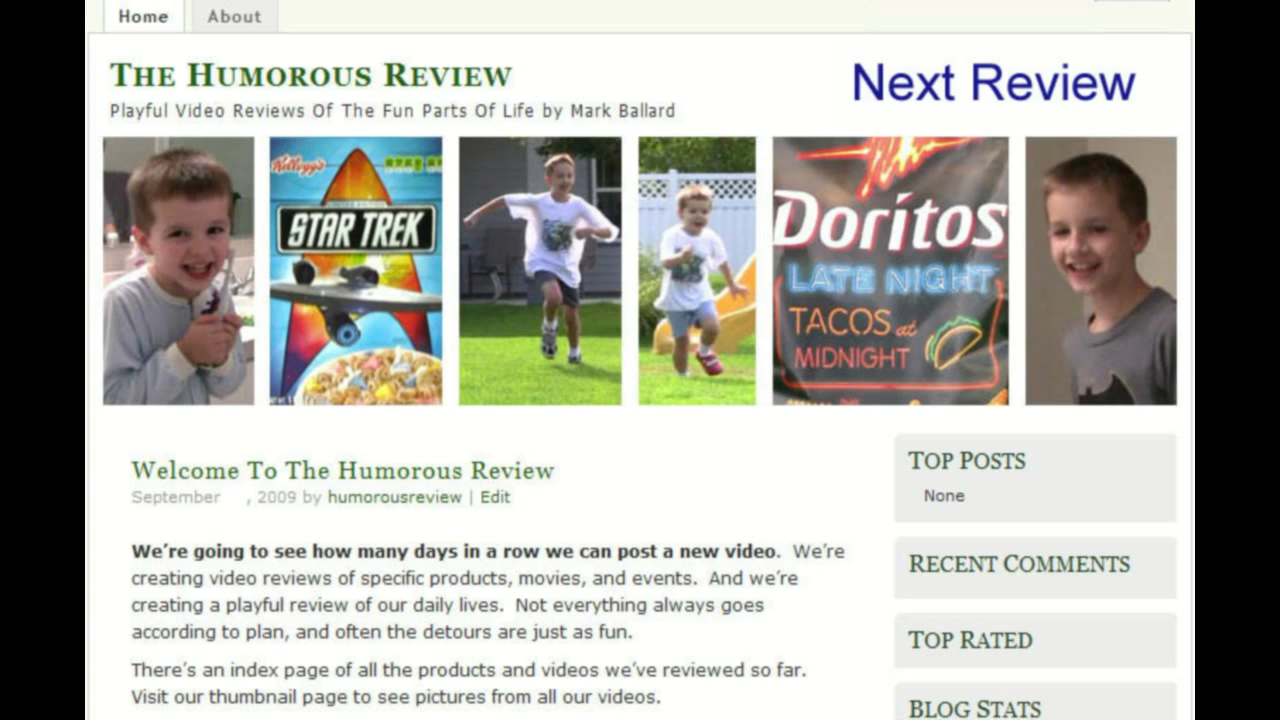 Home About
THE HUMOROUS REVIEW
Next Review
Playful Video Reviews Of The Fun Parts Of Life by Mark Ballard
Kellogg's
STAR TREK
Doritos
LATE NIGHT
TACOS at
MIDNIGHT
Welcome To The Humorous Review
September , 2009 by humorousreview | Edit
We're going to see how many days in a row we can post a new video. We're
creating video reviews of specific products, movies, and events. And we're
creating a playful review of our daily lives. Not everything always goes
according to plan, and often the detours are just as fun.
There's an index page of all the products and videos we've reviewed so far.
Visit our thumbnail page to see pictures from all our videos.
TOP POSTS
None
RECENT COMMENTS
TOP RATED
BLOG STATS